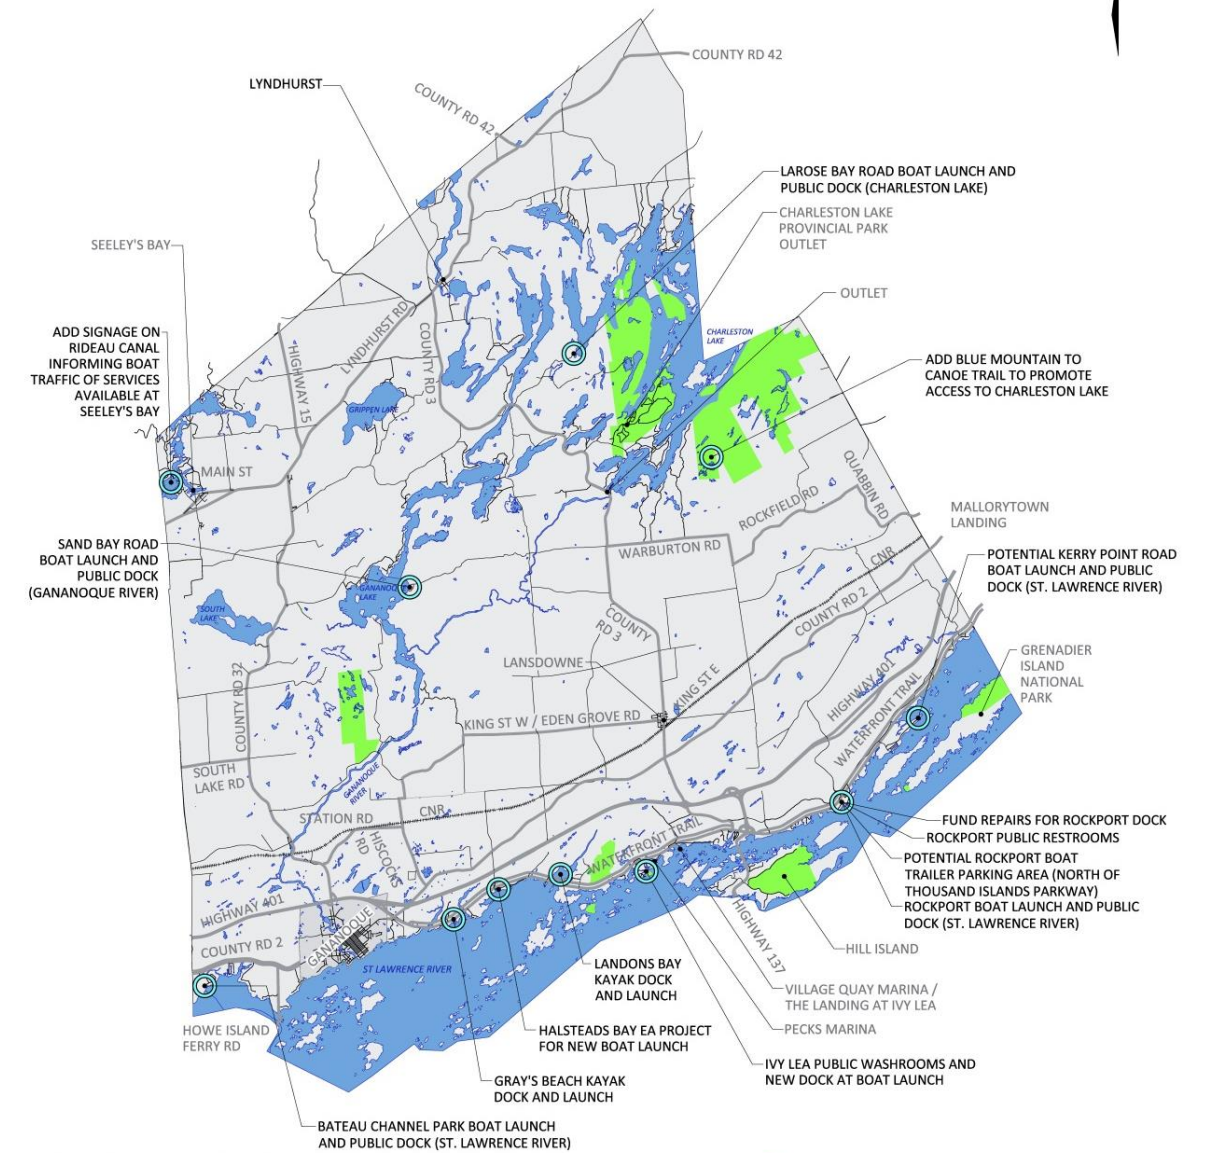 COUNTY RD 42
LYNDHURST
COUNTY RD 42
LAROSE BAY ROAD BOAT LAUNCH AND
PUBLIC DOCK (CHARLESTON LAKE)
CHARLESTON LAKE
PROVINCIAL PARK
OUTLET
SEELEY'S BAY
OUTLET
LYNDHURST RD
COUNTY RD 3
HIGHWAY 15
CHARLESTON
LAKE
ADD SIGNAGE ON
RIDEAU CANAL
INFORMING BOAT
TRAFFIC OF SERVICES
AVAILABLE AT
SEELEY'S BAY
ADD BLUE MOUNTAIN TO
CANOE TRAIL TO PROMOTE
ACCESS TO CHARLESTON LAKE
GRIPPEN LAKE
MAIN ST
QUABBIN RD
ROCKFIELD RD
MALLORYTOWN
LANDING
WARBURTON RD
CNR
SAND BAY ROAD
BOAT LAUNCH AND
PUBLIC DOCK
(GANANOQUE RIVER)
POTENTIAL KERRY POINT ROAD
BOAT LAUNCH AND PUBLIC
DOCK (ST. LAWRENCE RIVER)
LAKE
SOUTH
LAKE
COUNTY
RD 3
COUNTY RD 2
LANSDOWNE
GRENADIER
ISLAND
NATIONAL
PARK
COUNTY RD 32
KING ST E
HIGHWAY 401
WATERFRONT TRAIL
KING ST W / EDEN GROVE RD
SOUTH
LAKE RD
GANANOQUE
RIVER
STATION RD
CNR
HISCOCKS
RD
WATERFRONT TRAIL
FUND REPAIRS FOR ROCKPORT DOCK
ROCKPORT PUBLIC RESTROOMS
POTENTIAL ROCKPORT BOAT
TRAILER PARKING AREA (NORTH OF
THOUSAND ISLANDS PARKWAY)
ROCKPORT BOAT LAUNCH AND PUBLIC
DOCK (ST. LAWRENCE RIVER)
HIGHWAY 401
COUNTY RD 2
GANANOQUE
HIGHWAY 137
HILL ISLAND
ST LAWRENCE RIVER
LANDONS BAY
KAYAK DOCK
AND LAUNCH
VILLAGE QUAY MARINA /
THE LANDING AT IVY LEA
HOWE ISLAND
FERRY RD
HALSTEADS BAY EA PROJECT
FOR NEW BOAT LAUNCH
PECKS MARINA
IVY LEA PUBLIC WASHROOMS AND
NEW DOCK AT BOAT LAUNCH
GRAY'S BEACH KAYAK
DOCK AND LAUNCH
BATEAU CHANNEL PARK BOAT LAUNCH
AND PUBLIC DOCK (ST. LAWRENCE RIVER)